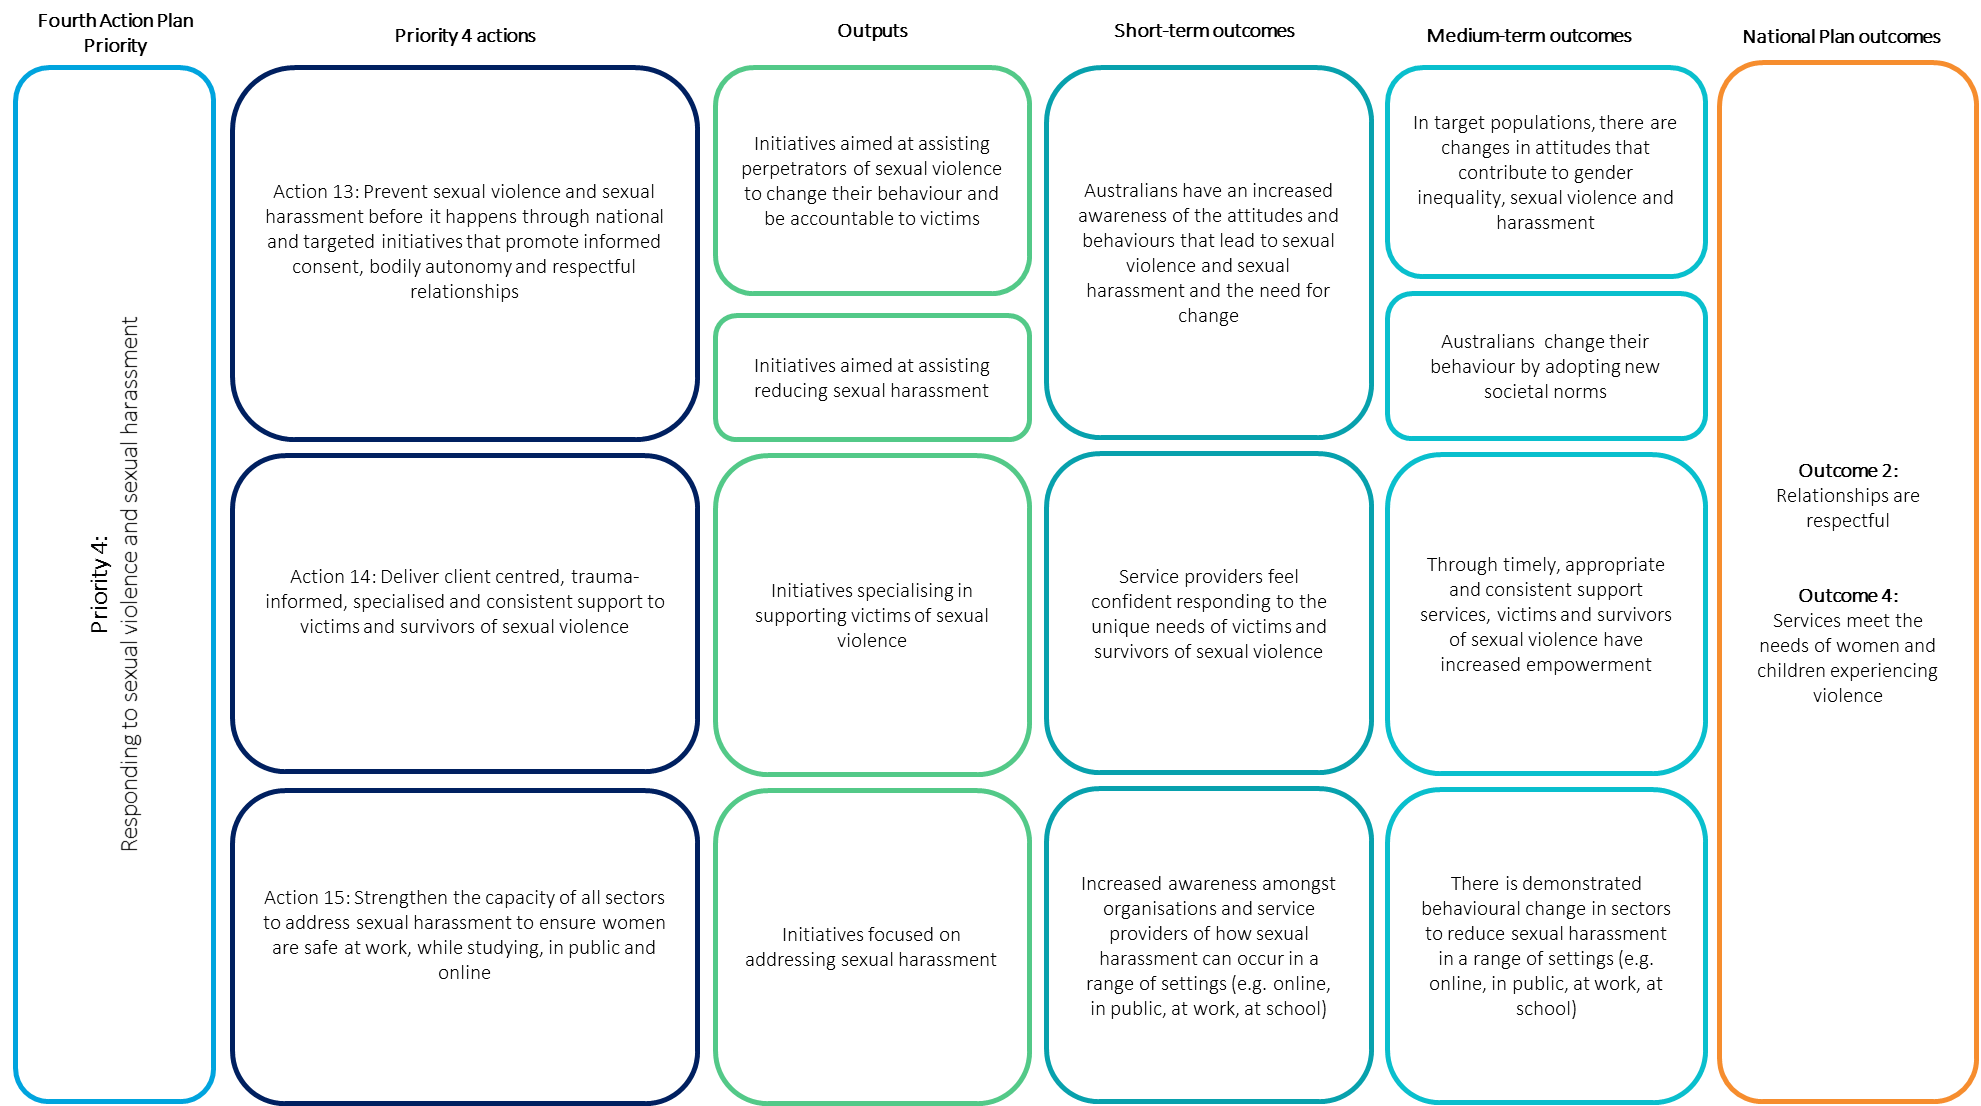 Fourth Action Plan
Priority
Priority 4 actions
Outputs
Short-term outcomes
Medium-term outcomes
National Plan outcomes
Priority 4:
Responding to sexual violence and sexual harassment
Action 13: Prevent sexual violence and sexual
harassment before it happens through national
and targeted initiatives that promote informed
consent, bodily autonomy and respectful
relationships
Initiatives aimed at assisting
perpetrators of sexual violence
to change their behaviour and
be accountable to victims
Initiatives aimed at assisting
reducing sexual harassment
Australians have an increased
awareness of the attitudes and
behaviours that lead to sexual
violence and sexual
harassment and the need for
change
In target populations, there are
changes in attitudes that
contribute to gender
inequality, sexual violence and
harassment
Australians change their
behaviour by adopting new
societal norms
Action 14: Deliver client centred, trauma-
informed, specialised and consistent support to
victims and survivors of sexual violence
Initiatives specialising in
supporting victims of sexual
violence
Service providers feel
confident responding to the
unique needs of victims and
survivors of sexual violence
Through timely, appropriate
and consistent support
services, victims and survivors
of sexual violence have
increased empowerment
Action 15: Strengthen the capacity of all sectors
to address sexual harassment to ensure women
are safe at work, while studying, in public and
online
Initiatives focused on
addressing sexual harassment
Increased awareness amongst
organisations and service
providers of how sexual
harassment can occur in a
range of settings (e.g. online,
in public, at work, at school)
There is demonstrated
behavioural change in sectors
to reduce sexual harassment
in a range of settings (e.g.
online, in public, at work, at
school)
Outcome 2:
Relationships are
respectful
Outcome 4:
Services meet the
needs of women and
children experiencing
violence